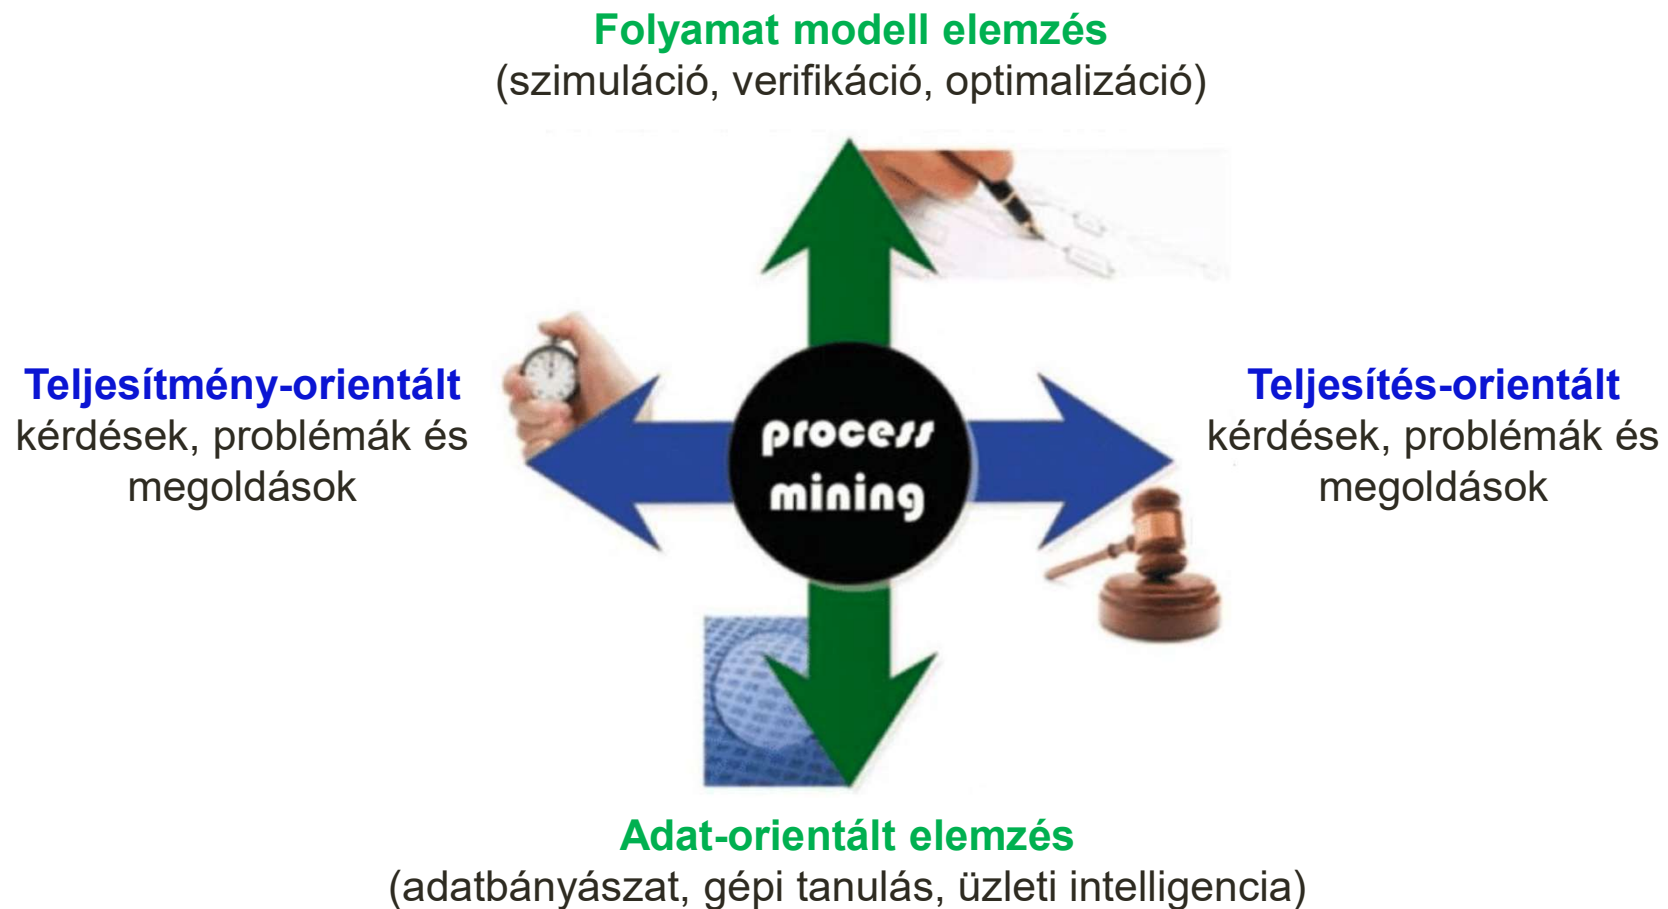 Folyamat modell elemzés
(szimuláció, verifikáció, optimalizáció)
Teljesítmény-orientált
kérdések, problémák és
megoldások
process
mining
Teljesítés-orientált
kérdések, problémák és
megoldások
Adat-orientált elemzés
(adatbányászat, gépi tanulás, üzleti intelligencia)